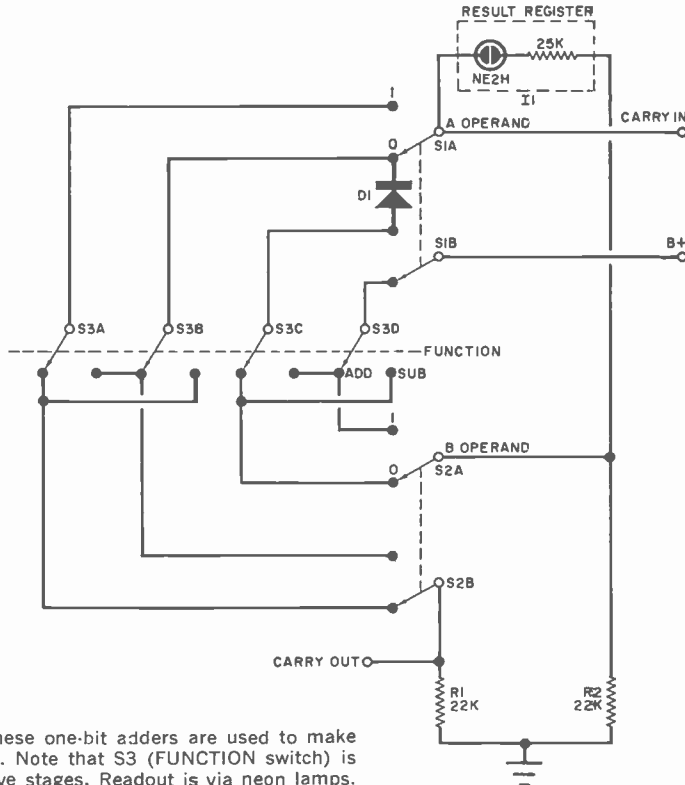 RESULT REGISTER
25K
NE2H
I1
1
A OPERAND
CARRY IN
0
S1A
D1
S1B
B+
S3A
S3B
S3C
S3D
FUNCTION
ADD
SUB
1
B OPERAND
0
S2A
S2B
CARRY OUT
R1
22K
R2
22K
hese one-bit adders are used to make
. Note that S3 (FUNCTION switch) is
ve stages. Readout is via neon lamps.